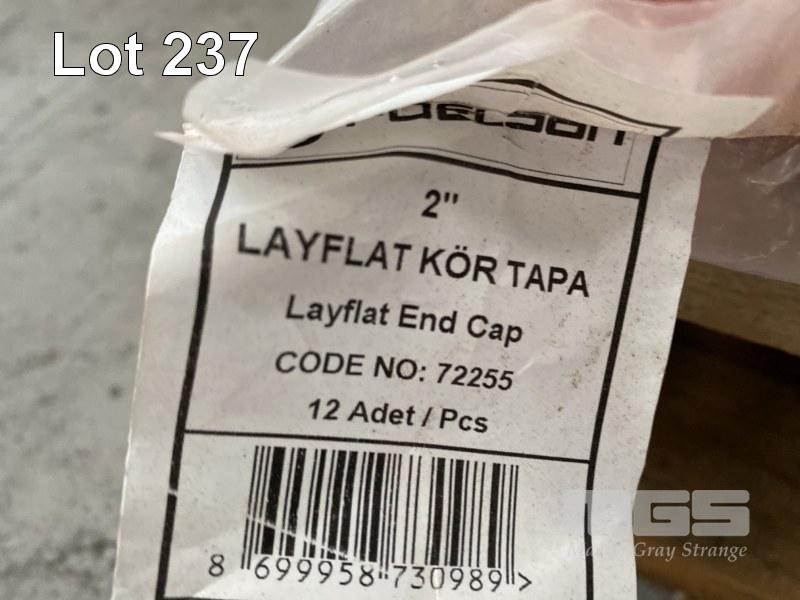 Lot 237
2"
LAYFLAT KÖR TAPA
Layflat End Cap
CODE NO: 72255
12 Adet / Pcs
8 699958 730989 >
Gray Strange